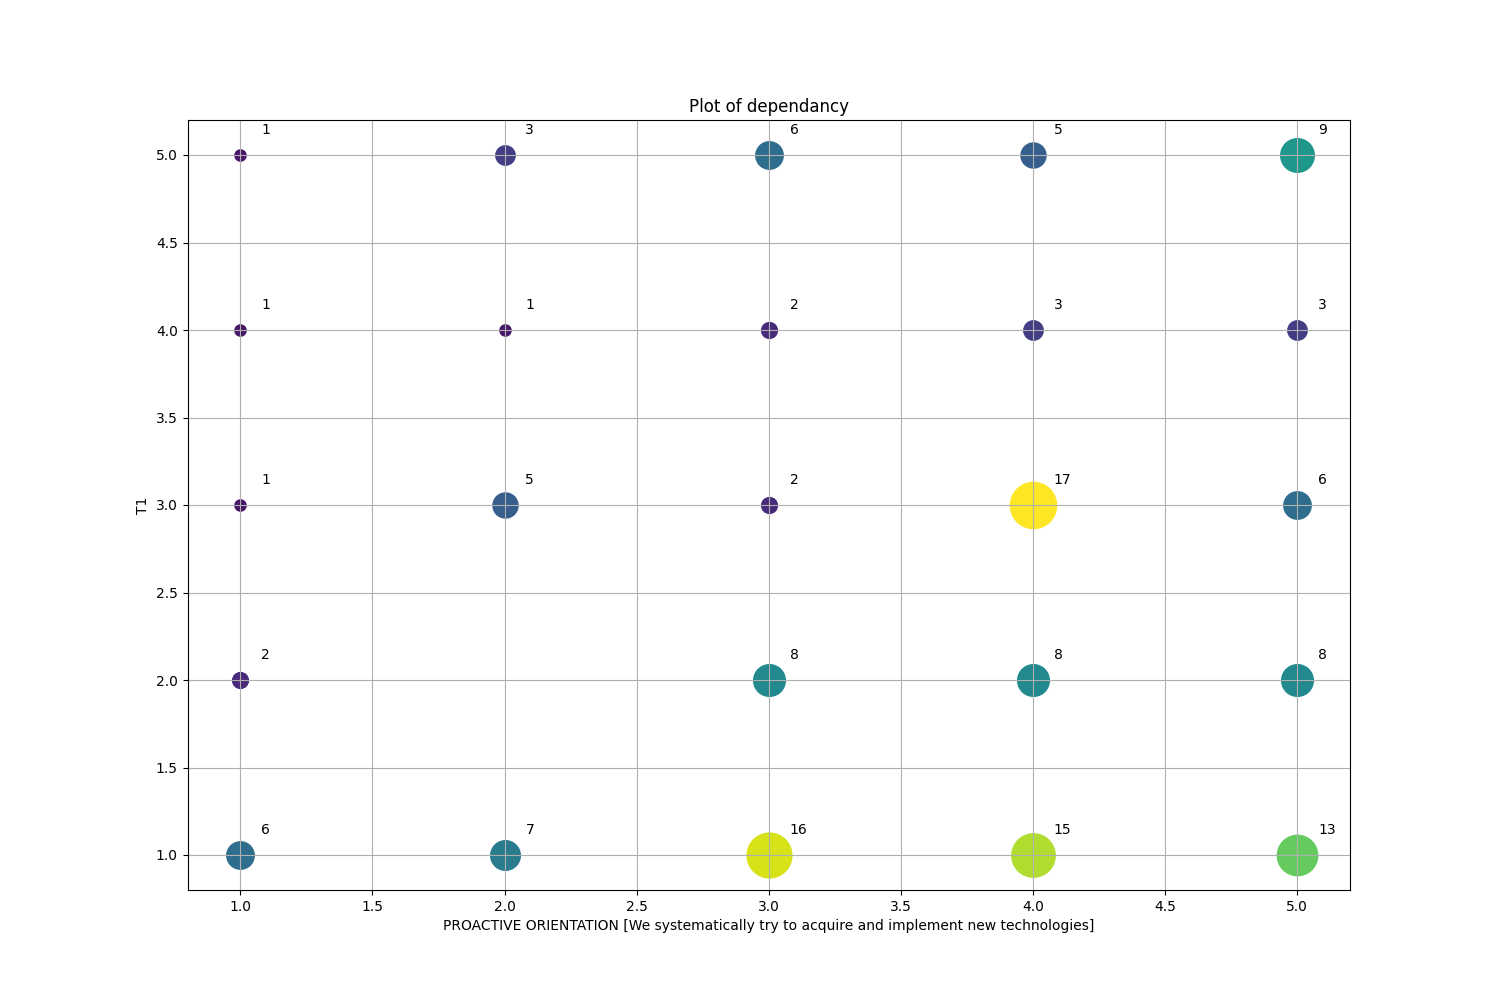 Plot of dependancy
1 3 6 5 9
5.0
4.5
1 1 2 3 3
4.0
3.5
1 5 2 17 6
3.0
T1
2.5
2 8 8 8
2.0
1.5
6 7 16 15 13
1.0
1.0 1.5 2.0 2.5 3.0 3.5 4.0 4.5 5.0
PROACTIVE ORIENTATION [We systematically try to acquire and implement new technologies]